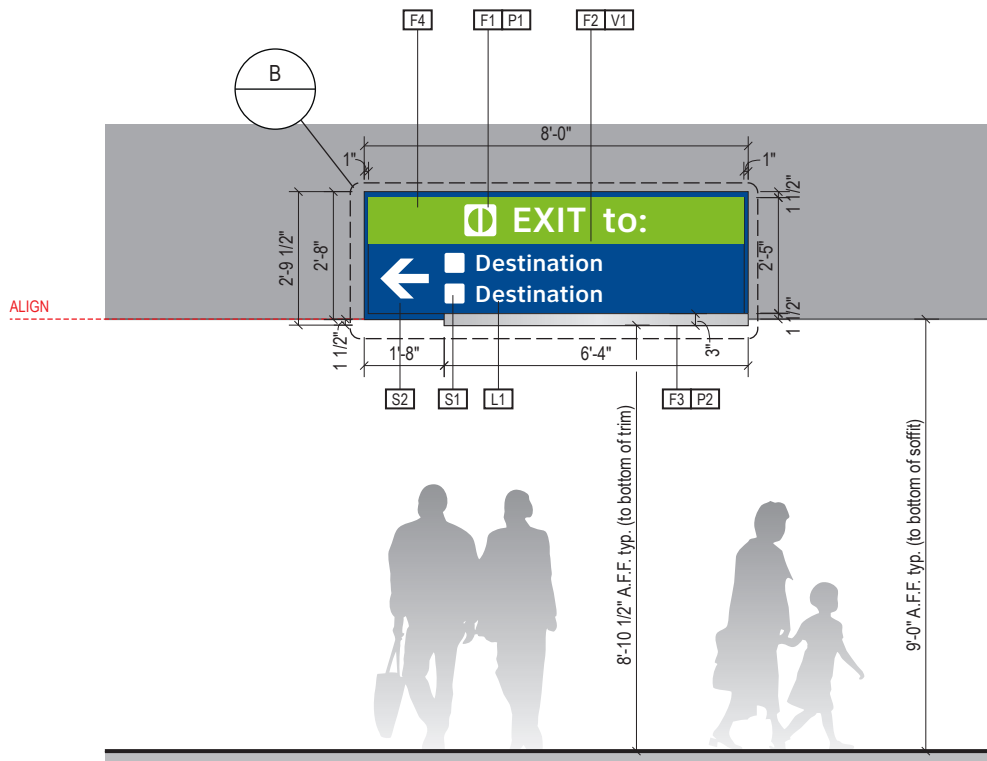 F4
F1 P1
F2 V1
B
8'-0"
1"
1"
1 1/2"
2'-9 1/2"
2'-8"
EXIT to:
2'-5"
Destination
Destination
ALIGN
1 1/2"
1 1/2"
1'-8"
6'-4"
3"
S2
S1
L1
F3 P2
8'-10 1/2" A.F.F. typ. (to bottom of trim)
9'-0" A.F.F. typ. (to bottom of soffit)